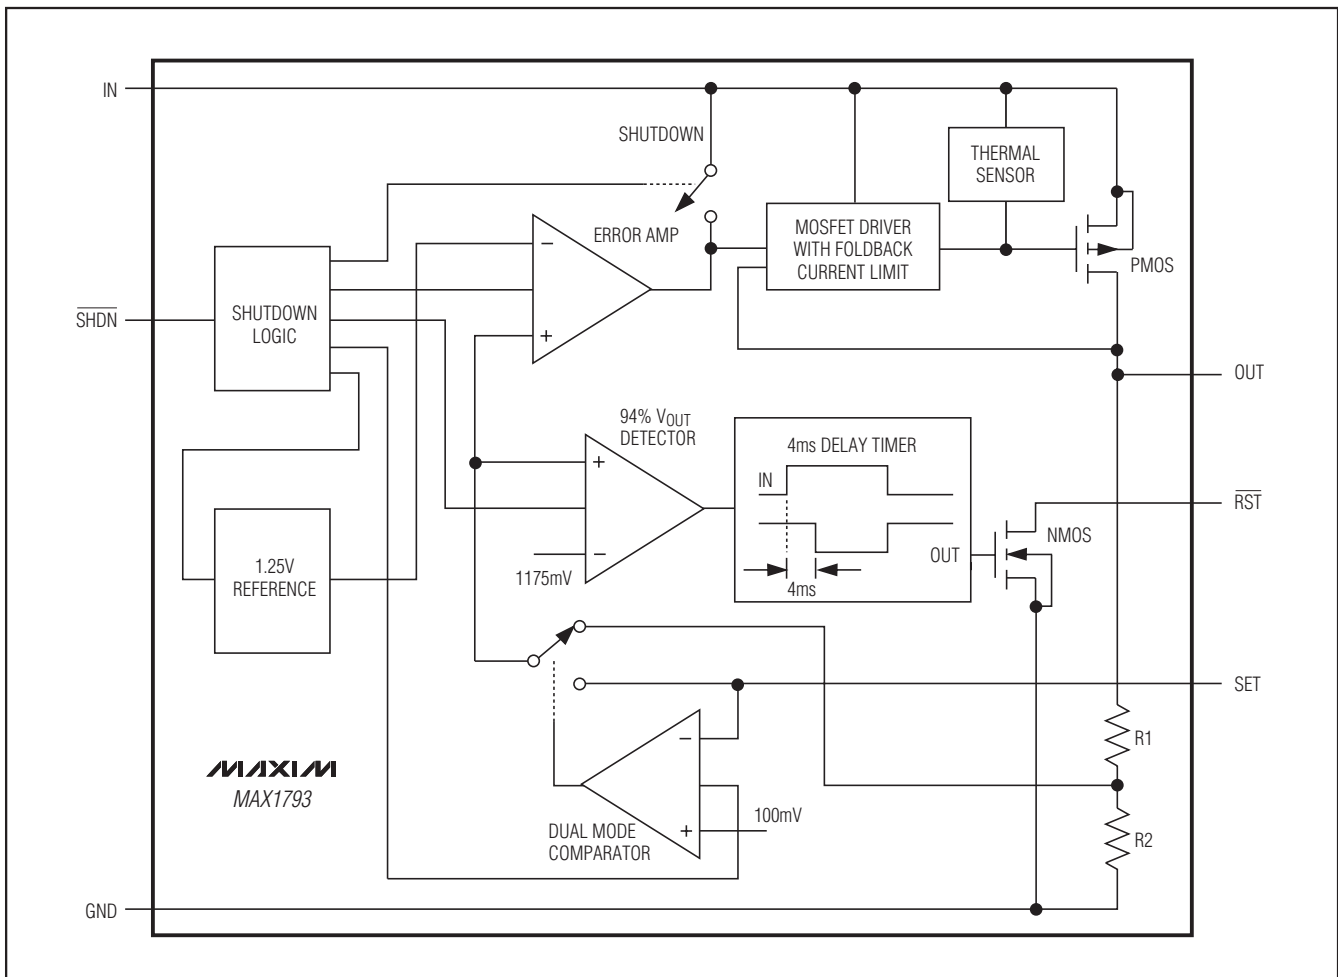 IN
SHUTDOWN
THERMAL
SENSOR
ERROR AMP
MOSFET DRIVER
WITH FOLDBACK
CURRENT LIMIT
PMOS
−
+
SHDN
SHUTDOWN
LOGIC
OUT
94% VOUT
DETECTOR
+
−
1175mV
4ms DELAY TIMER
IN
OUT
4ms
NMOS
RST
1.25V
REFERENCE
SET
R1
R2
−
+
100mV
DUAL MODE
COMPARATOR
MAXIM
MAX1793
GND